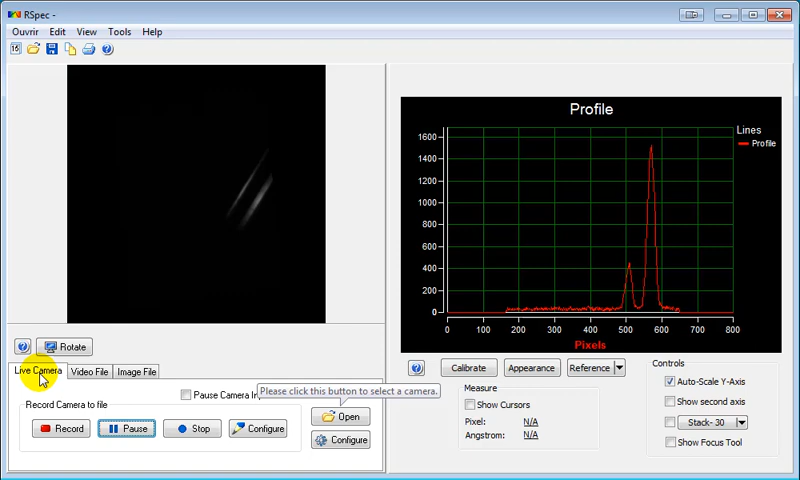 RSpec -
Ouvrir Edit View Tools Help
Profile
Lines
Profile
1600
1400
1200
1000
800
600
400
200
0
0 100 200 300 400 500 600 700 800
Pixels
Rotate
Live Camera Video File Image File
Please click this button to select a camera.
Pause Camera In
Record Camera to file
Record Pause Stop Configure
Open
Configure
Calibrate Appearance Reference
Measure
Show Cursors
Pixel: N/A
Angstrom: N/A
Controls
Auto-Scale Y-Axis
Show second axis
Stack- 30
Show Focus Tool